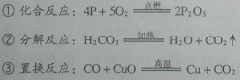 ① 化合反应：4P + 5O₂ 点燃 2P₂O₅
② 分解反应：H₂CO₃ 加热 H₂O + CO₂↑
③ 置换反应：CO + CuO 高温 Cu + CO₂